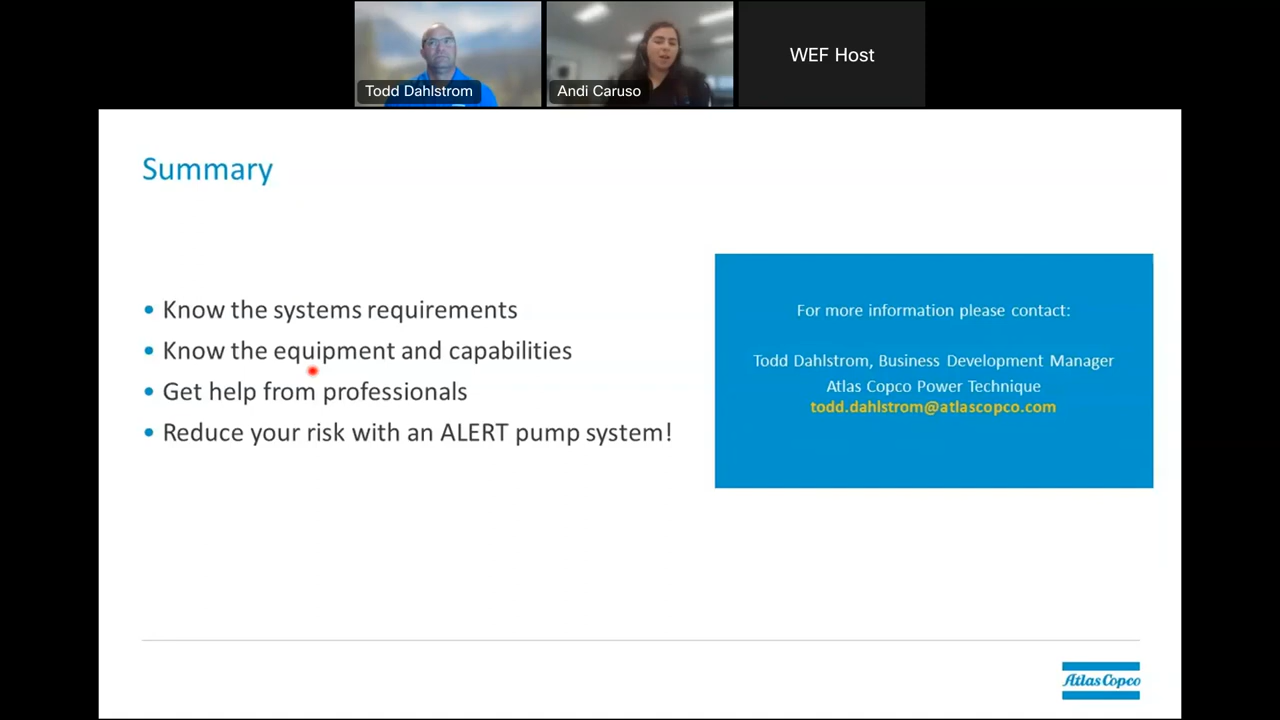 Todd Dahlstrom
Andi Caruso
WEF Host
Summary
• Know the systems requirements
• Know the equipment and capabilities
• Get help from professionals
• Reduce your risk with an ALERT pump system!
For more information please contact:
Todd Dahlstrom, Business Development Manager
Atlas Copco Power Technique
todd.dahlstrom@atlascopco.com
Atlas Copco